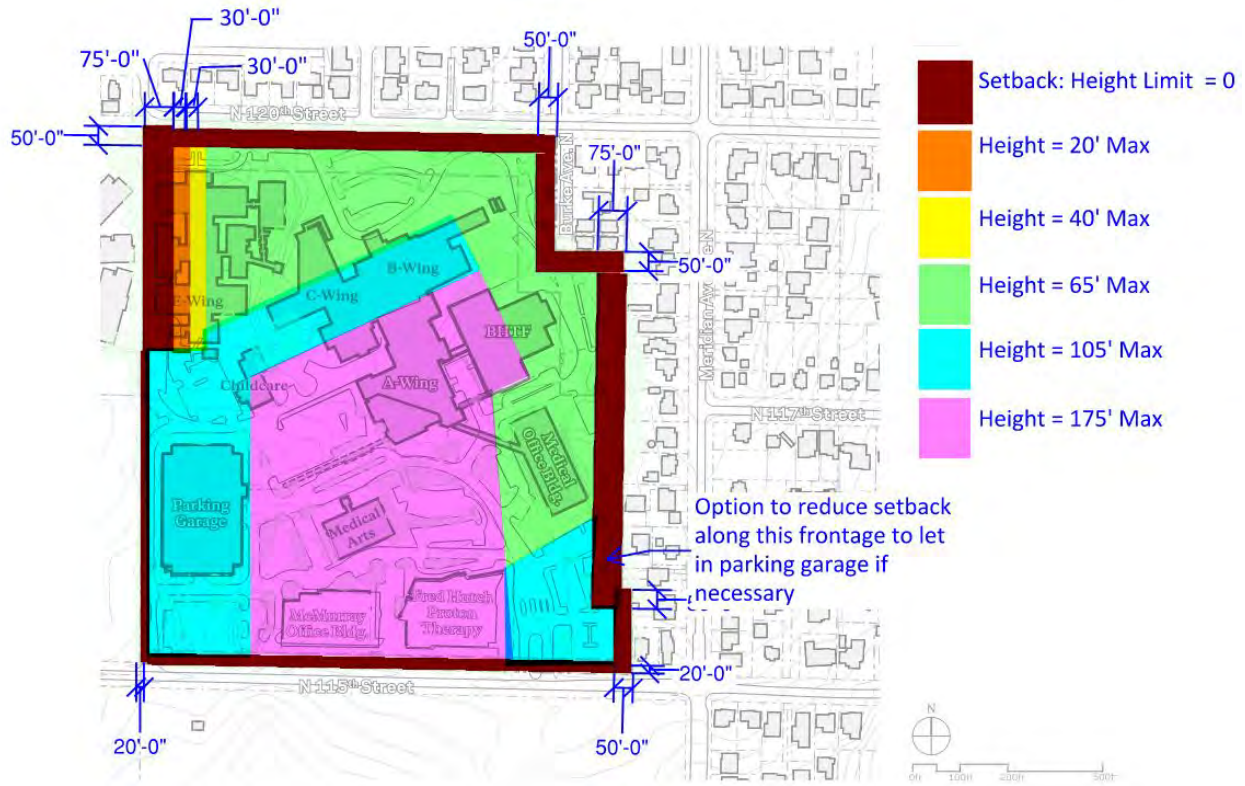 30'-0"
75'-0"
30'-0"
50'-0"
N 120th Street
50'-0"
Burke Ave. N
75'-0"
50'-0"
Setback: Height Limit = 0
Height = 20' Max
Height = 40' Max
Height = 65' Max
Height = 105' Max
Height = 175' Max
B-Wing
C-Wing
E-Wing
BHTF
Meridian Ave N
Childcare
A-Wing
N 117th Street
Medical
Office Bldg.
Parking
Garage
Medical
Arts
Option to reduce setback
along this frontage to let
in parking garage if
necessary
McMurray
Office Bldg.
Fred Hutch
Proton
Therapy
20'-0"
N 115th Street
20'-0"
50'-0"
N
0ft
100ft
200ft
500ft